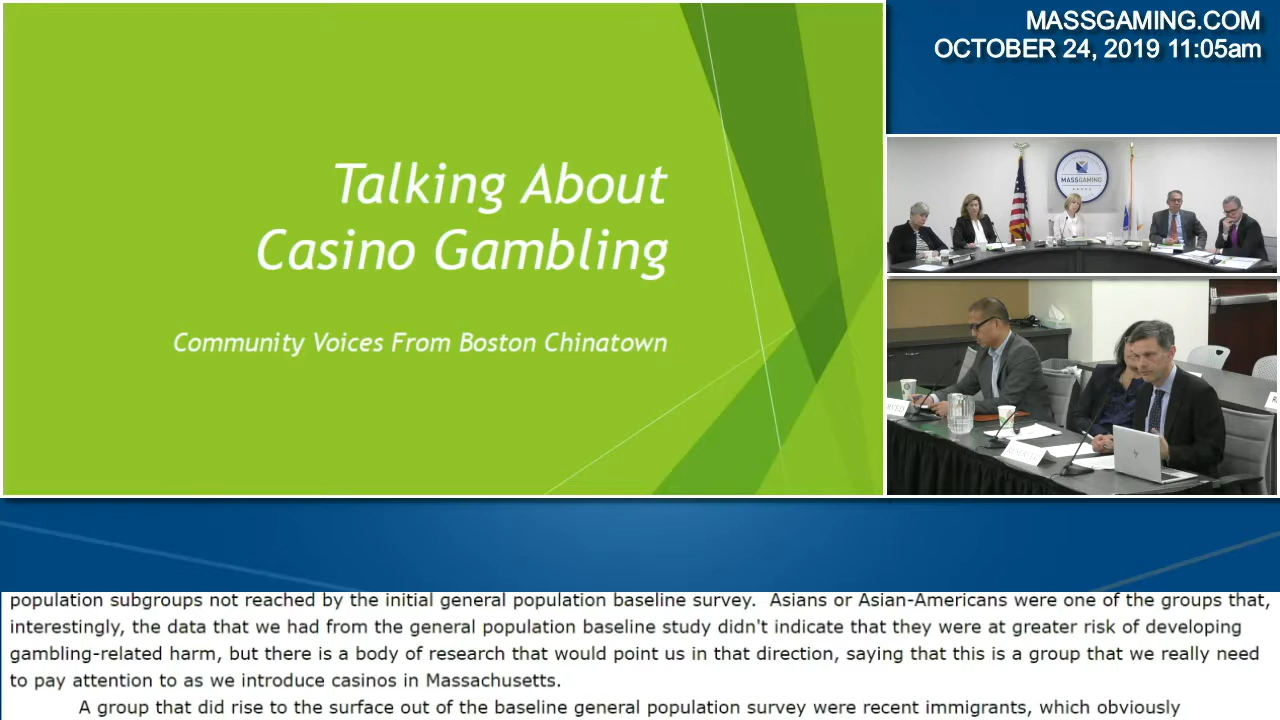 MASSGAMING.COM
OCTOBER 24, 2019 11:05am
Talking About
Casino Gambling
Community Voices From Boston Chinatown
MASSGAMING
RESERVED
population subgroups not reached by the initial general population baseline survey.  Asians or Asian-Americans were one of the groups that,
interestingly, the data that we had from the general population baseline study didn't indicate that they were at greater risk of developing
gambling-related harm, but there is a body of research that would point us in that direction, saying that this is a group that we really need
to pay attention to as we introduce casinos in Massachusetts.
A group that did rise to the surface out of the baseline general population survey were recent immigrants, which obviously